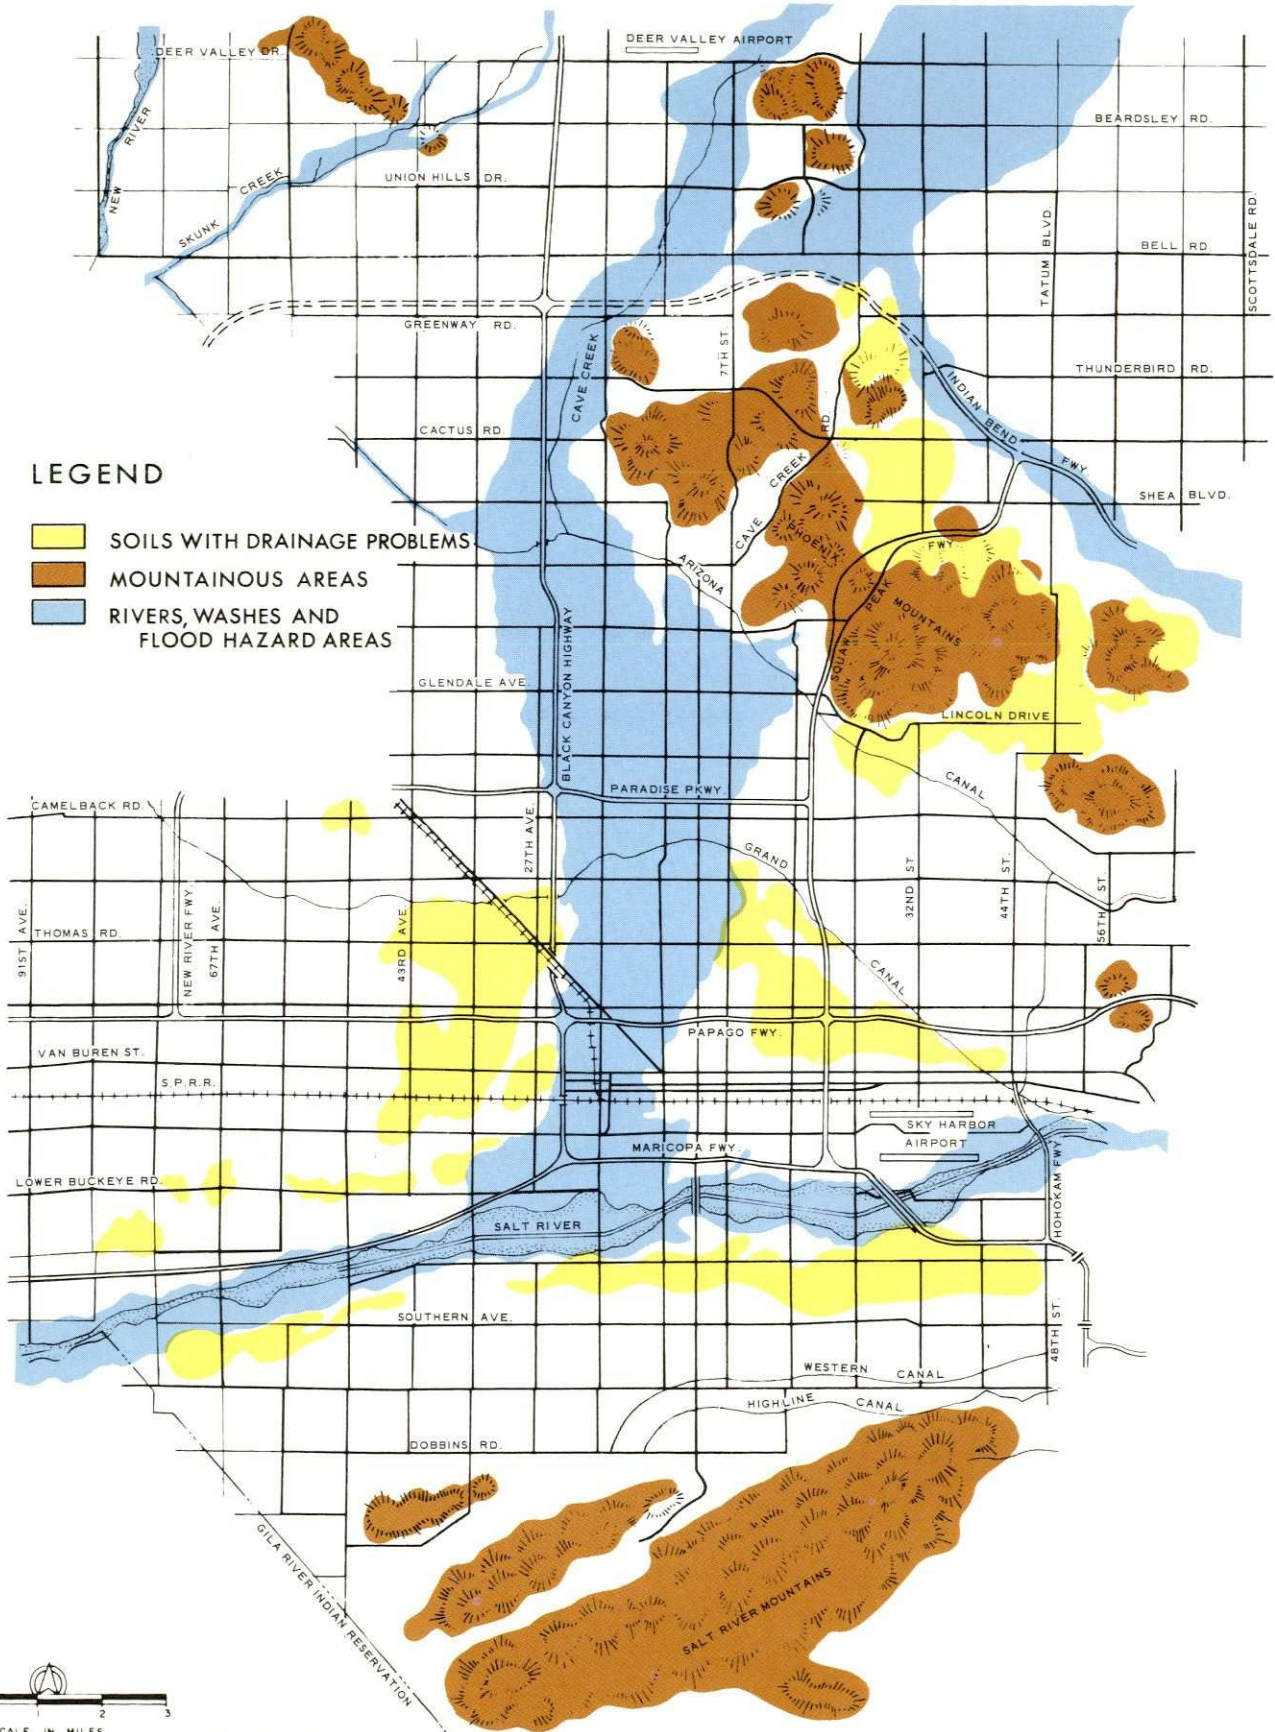 DEER VALLEY DR.
DEER VALLEY AIRPORT
NEW RIVER
BEARDSLEY RD.
SKUNK CREEK
UNION HILLS DR.
TATUM BLVD.
SCOTTSDALE RD.
BELL RD
GREENWAY RD.
CAVE CREEK
7TH ST.
THUNDERBIRD RD.
INDIAN BEND FWY
CACTUS RD.
CAVE CREEK RD
SHEA BLVD.
LEGEND
SOILS WITH DRAINAGE PROBLEMS
MOUNTAINOUS AREAS
RIVERS, WASHES AND
FLOOD HAZARD AREAS
PHOENIX
MOUNTAINS
ARIZONA
CANAL
SQUAW PEAK FWY.
BLACK CANYON HIGHWAY
GLENDALE AVE.
LINCOLN DRIVE
PARADISE PKWY.
CAMELBACK RD.
27TH AVE.
GRAND
CANAL
32ND ST
44TH ST.
56TH ST.
91ST AVE.
THOMAS RD.
NEW RIVER FWY.
67TH AVE.
43RD AVE.
PAPAGO FWY.
VAN BUREN ST.
S.P.R.R.
SKY HARBOR
AIRPORT
MARICOPA FWY.
LOWER BUCKEYE RD.
HOHOKAM FWY
SALT RIVER
SOUTHERN AVE.
48TH ST.
WESTERN CANAL
HIGHLINE CANAL
DOBBINS RD.
GILA RIVER INDIAN RESERVATION
SALT RIVER MOUNTAINS
1 2 3
SCALE IN MILES